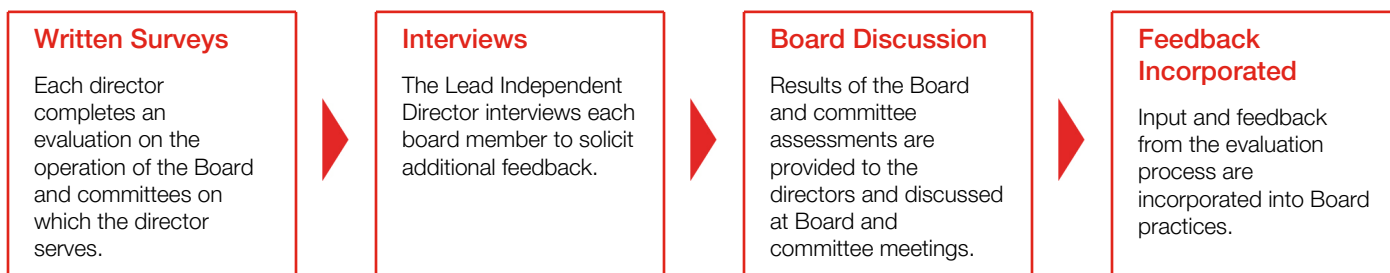 Written Surveys
Each director
completes an
evaluation on the
operation of the Board
and committees on
which the director
serves.
Interviews
The Lead Independent
Director interviews each
board member to solicit
additional feedback.
Board Discussion
Results of the Board
and committee
assessments are
provided to the
directors and discussed
at Board and
committee meetings.
Feedback
Incorporated
Input and feedback
from the evaluation
process are
incorporated into Board
practices.